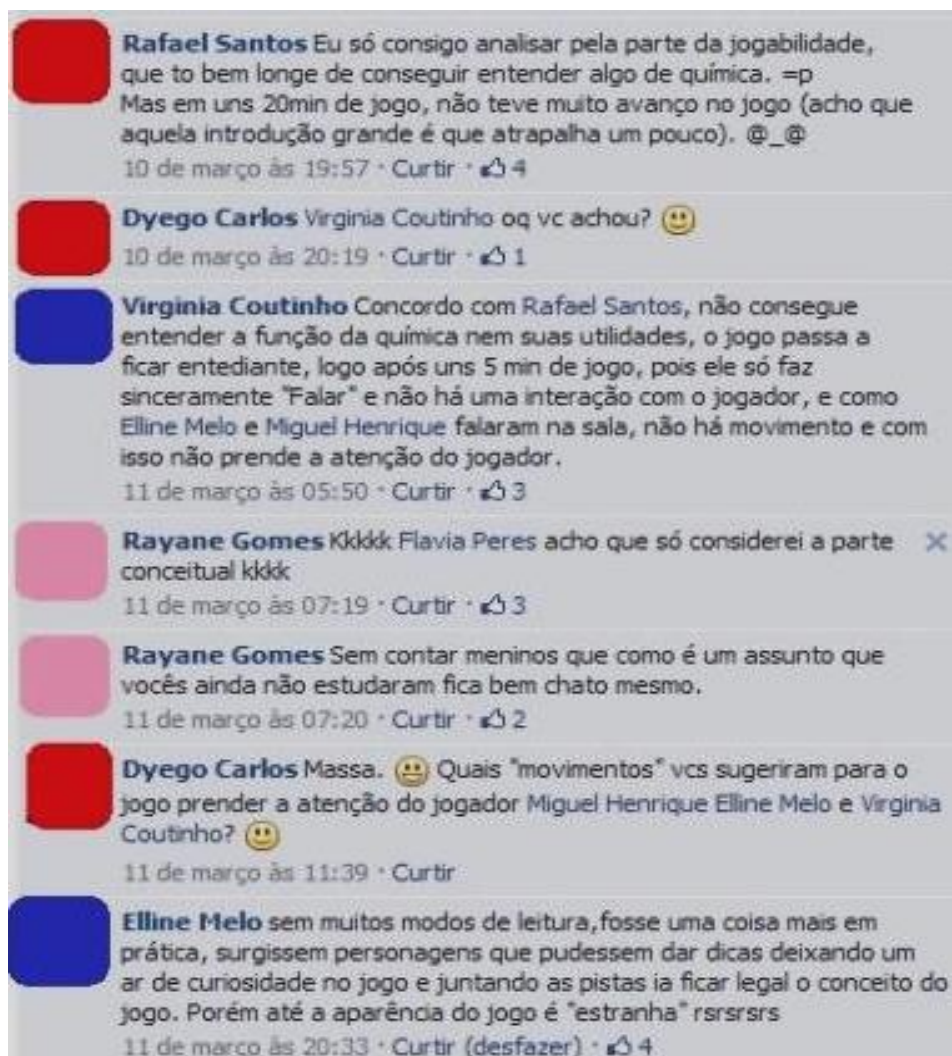 Rafael Santos Eu só consigo analisar pela parte da jogabilidade,
que to bem longe de conseguir entender algo de química. =p
Mas em uns 20min de jogo, não teve muito avanço no jogo (acho que
aquela introdução grande é que atrapalha um pouco). @_@
10 de março às 19:57 · Curtir · 4
Dyego Carlos Virginia Coutinho oq vc achou?
10 de março às 20:19 · Curtir · 1
Virginia Coutinho Concordo com Rafael Santos, não consegue
entender a função da química nem suas utilidades, o jogo passa a
ficar entediante, logo após uns 5 min de jogo, pois ele só faz
sinceramente "Falar" e não há uma interação com o jogador, e como
Elline Melo e Miguel Henrique falaram na sala, não há movimento e com
isso não prende a atenção do jogador.
11 de março às 05:50 · Curtir · 3
Rayane Gomes Kkkkk Flavia Peres acho que só considerei a parte
conceitual kkkk
11 de março às 07:19 · Curtir · 3
Rayane Gomes Sem contar meninos que como é um assunto que
vocês ainda não estudaram fica bem chato mesmo.
11 de março às 07:20 · Curtir · 2
Dyego Carlos Massa. Quais "movimentos" vcs sugeriram para o
jogo prender a atenção do jogador Miguel Henrique Elline Melo e Virginia
Coutinho?
11 de março às 11:39 · Curtir
Elline Melo sem muitos modos de leitura,fosse uma coisa mais em
prática, surgissem personagens que pudessem dar dicas deixando um
ar de curiosidade no jogo e juntando as pistas ia ficar legal o conceito do
jogo. Porém até a aparência do jogo é "estranha" rsrsrsrs
11 de março às 20:33 · Curtir (desfazer) · 4